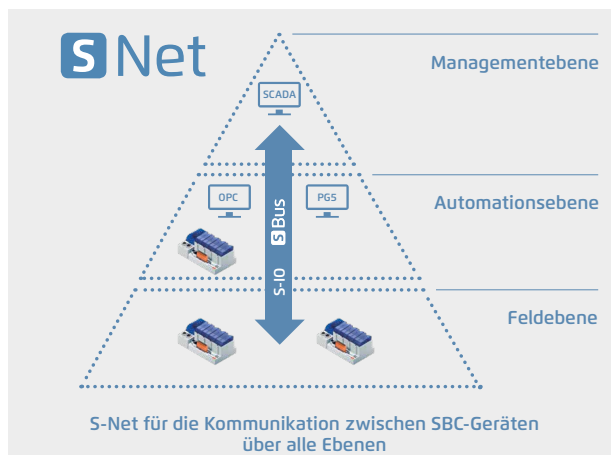 S Net
Managementebene
SCADA
Automationsebene
OPC
PG5
S-IO S Bus
Feldebene
S-Net für die Kommunikation zwischen SBC-Geräten
über alle Ebenen